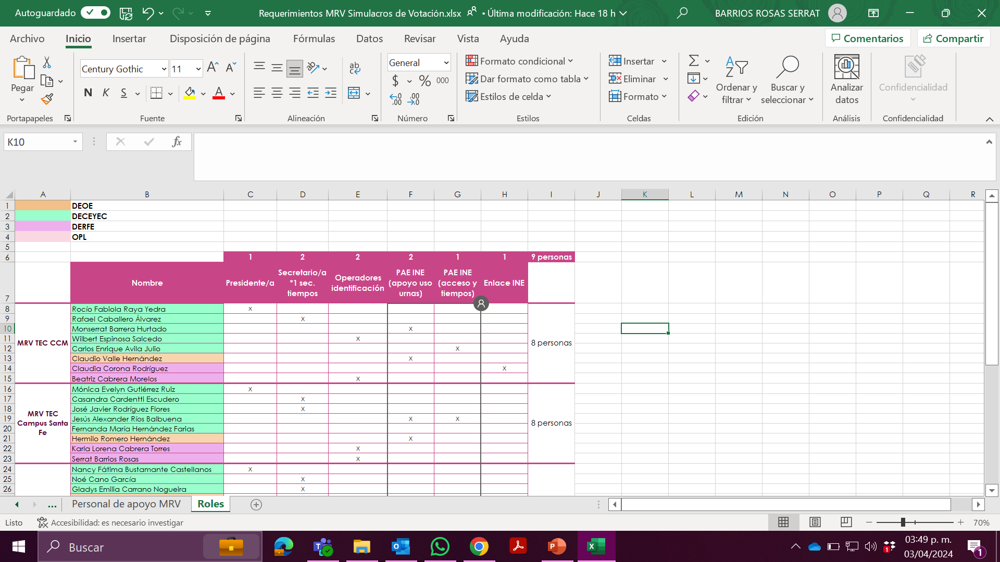 Autoguardado
Requerimientos MRV Simulacros de Votación.xlsx • Última modificación: Hace 18 h
BARRIOS ROSAS SERRAT
Archivo Inicio Insertar Disposición de página Fórmulas Datos Revisar Vista Ayuda
Comentarios Compartir
Pegar
Portapapeles
Century Gothic 11
N K S
Fuente
Alineación
General
$ % 000
Número
Formato condicional
Dar formato como tabla
Estilos de celda
Estilos
Insertar
Eliminar
Formato
Celdas
Ordenar y filtrar
Buscar y seleccionar
Edición
Analizar datos
Análisis
Confidencialidad
Confidencialidad
K10 fx
A B C D E F G H I J K L M N O P Q R
1 DEOE
2 DECEYEC
3 DERFE
4 OPL
5
6 1 2 2 2 1 1 9 personas
7 Nombre Presidente/a Secretario/a *1 sec. tiempos Operadores identificación PAE INE (apoyo uso urnas) PAE INE (acceso y tiempos) Enlace INE
MRV TEC CCM
8 Rocío Fabiola Raya Yedra x
9 Rafael Caballero Álvarez x
10 Monserrat Barrera Hurtado x
11 Wilbert Espinosa Salcedo x
12 Carlos Enrique Avila Julio x
13 Claudio Valle Hernández x
14 Claudia Corona Rodríguez x
15 Beatriz Cabrera Morelos x
8 personas
MRV TEC Campus Santa Fe
16 Mónica Evelyn Gutiérrez Ruiz x
17 Casandra Cardentti Escudero x
18 José Javier Rodríguez Flores x
19 Jesús Alexander Ríos Balbuena x x
20 Fernanda María Hernández Farias
21 Hermilo Romero Hernández x
22 Karla Lorena Cabrera Torres x
23 Serrat Barrios Rosas x
8 personas
24 Nancy Fátima Bustamante Castellanos x
25 Noé Cano García x
26 Gladys Emilia Carrano Nogueira x
... Personal de apoyo MRV Roles
Listo Accesibilidad: es necesario investigar 70%
Buscar
03:49 p. m.
03/04/2024
1